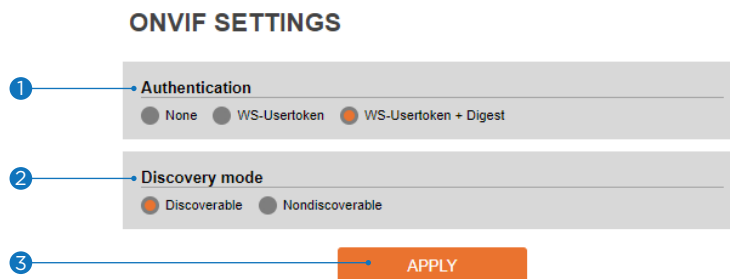 ONVIF SETTINGS
1 Authentication
None WS-Usertoken WS-Usertoken + Digest
2 Discovery mode
Discoverable Nondiscoverable
3 APPLY